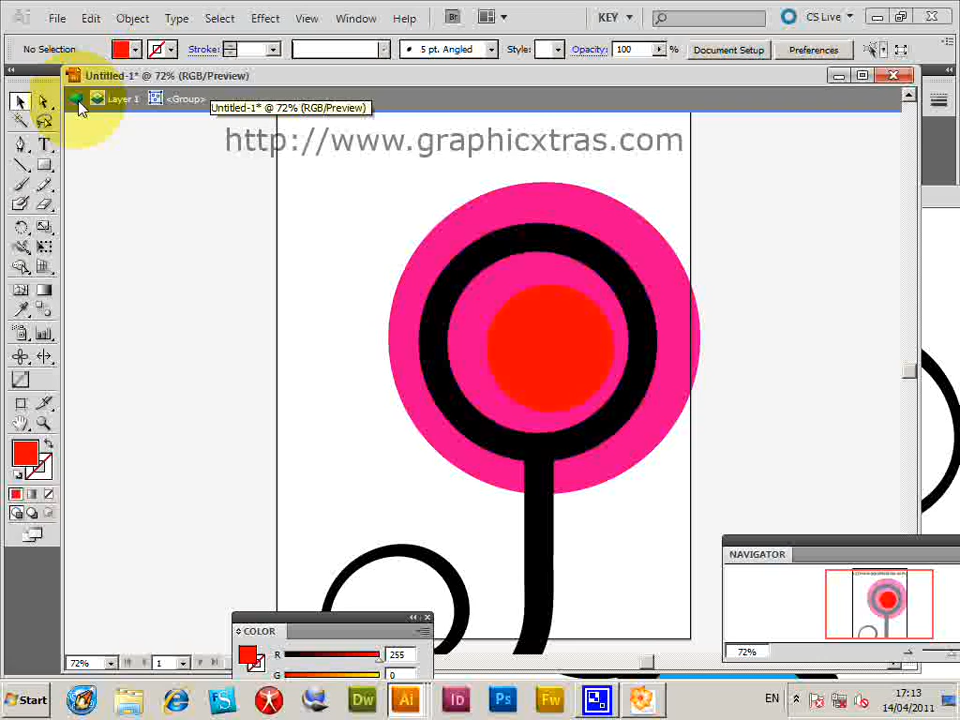 Ai File Edit Object Type Select Effect View Window Help Br KEY CS Live
No Selection Stroke: 5 pt. Angled Style: Opacity: 100 % Document Setup Preferences
Untitled-1* @ 72% (RGB/Preview)
Layer 1 <Group>
Untitled-1* @ 72% (RGB/Preview)
http://www.graphicxtras.com
T
NAVIGATOR
COLOR
R 255
G 0
72%
72% 1
Start Dw Ai Id Ps Fw EN 17:13
14/04/2011